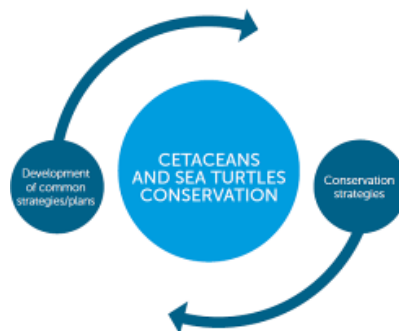 Development
of common
strategies/plans
CETACEANS
AND SEA TURTLES
CONSERVATION
Conservation
strategies